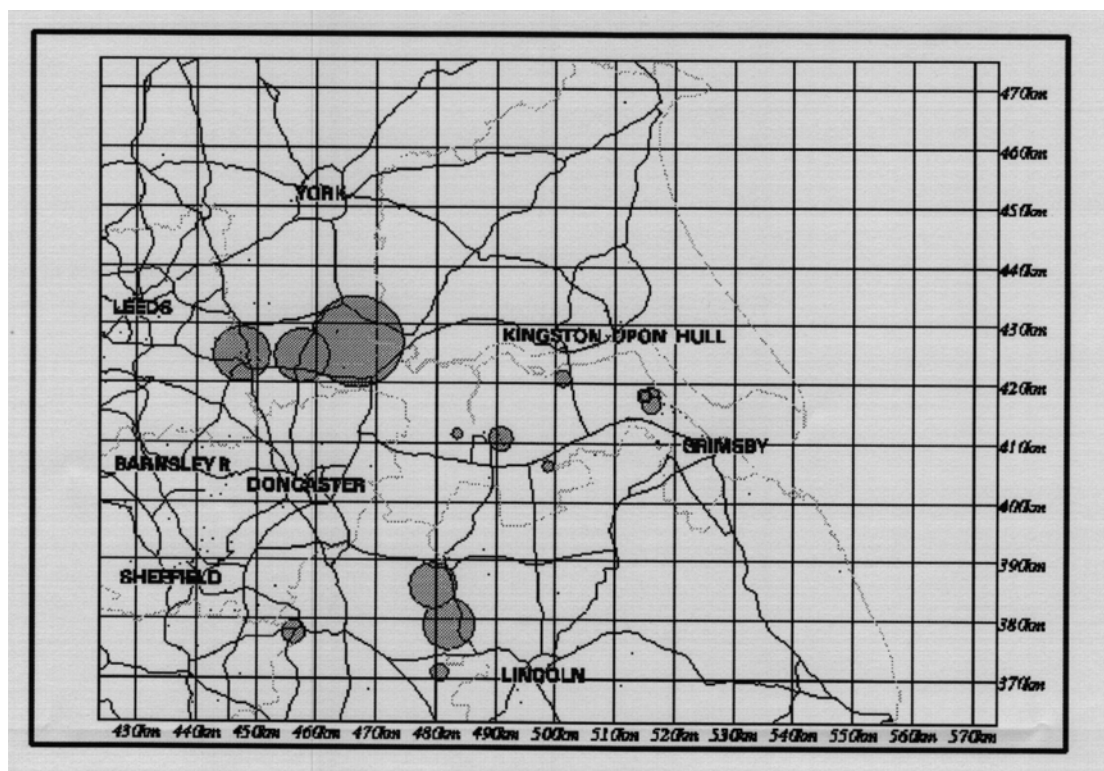 470km
460km
YORK
450km
440km
LEEDS
430km
KINGSTON-UPON HULL
420km
410km
GRIMSBY
BARNSLEY R
DONCASTER
400km
390km
SHEFFIELD
380km
LINCOLN
370km
430km 440km 450km 460km 470km 480km 490km 500km 510km 520km 530km 540km 550km 560km 570km